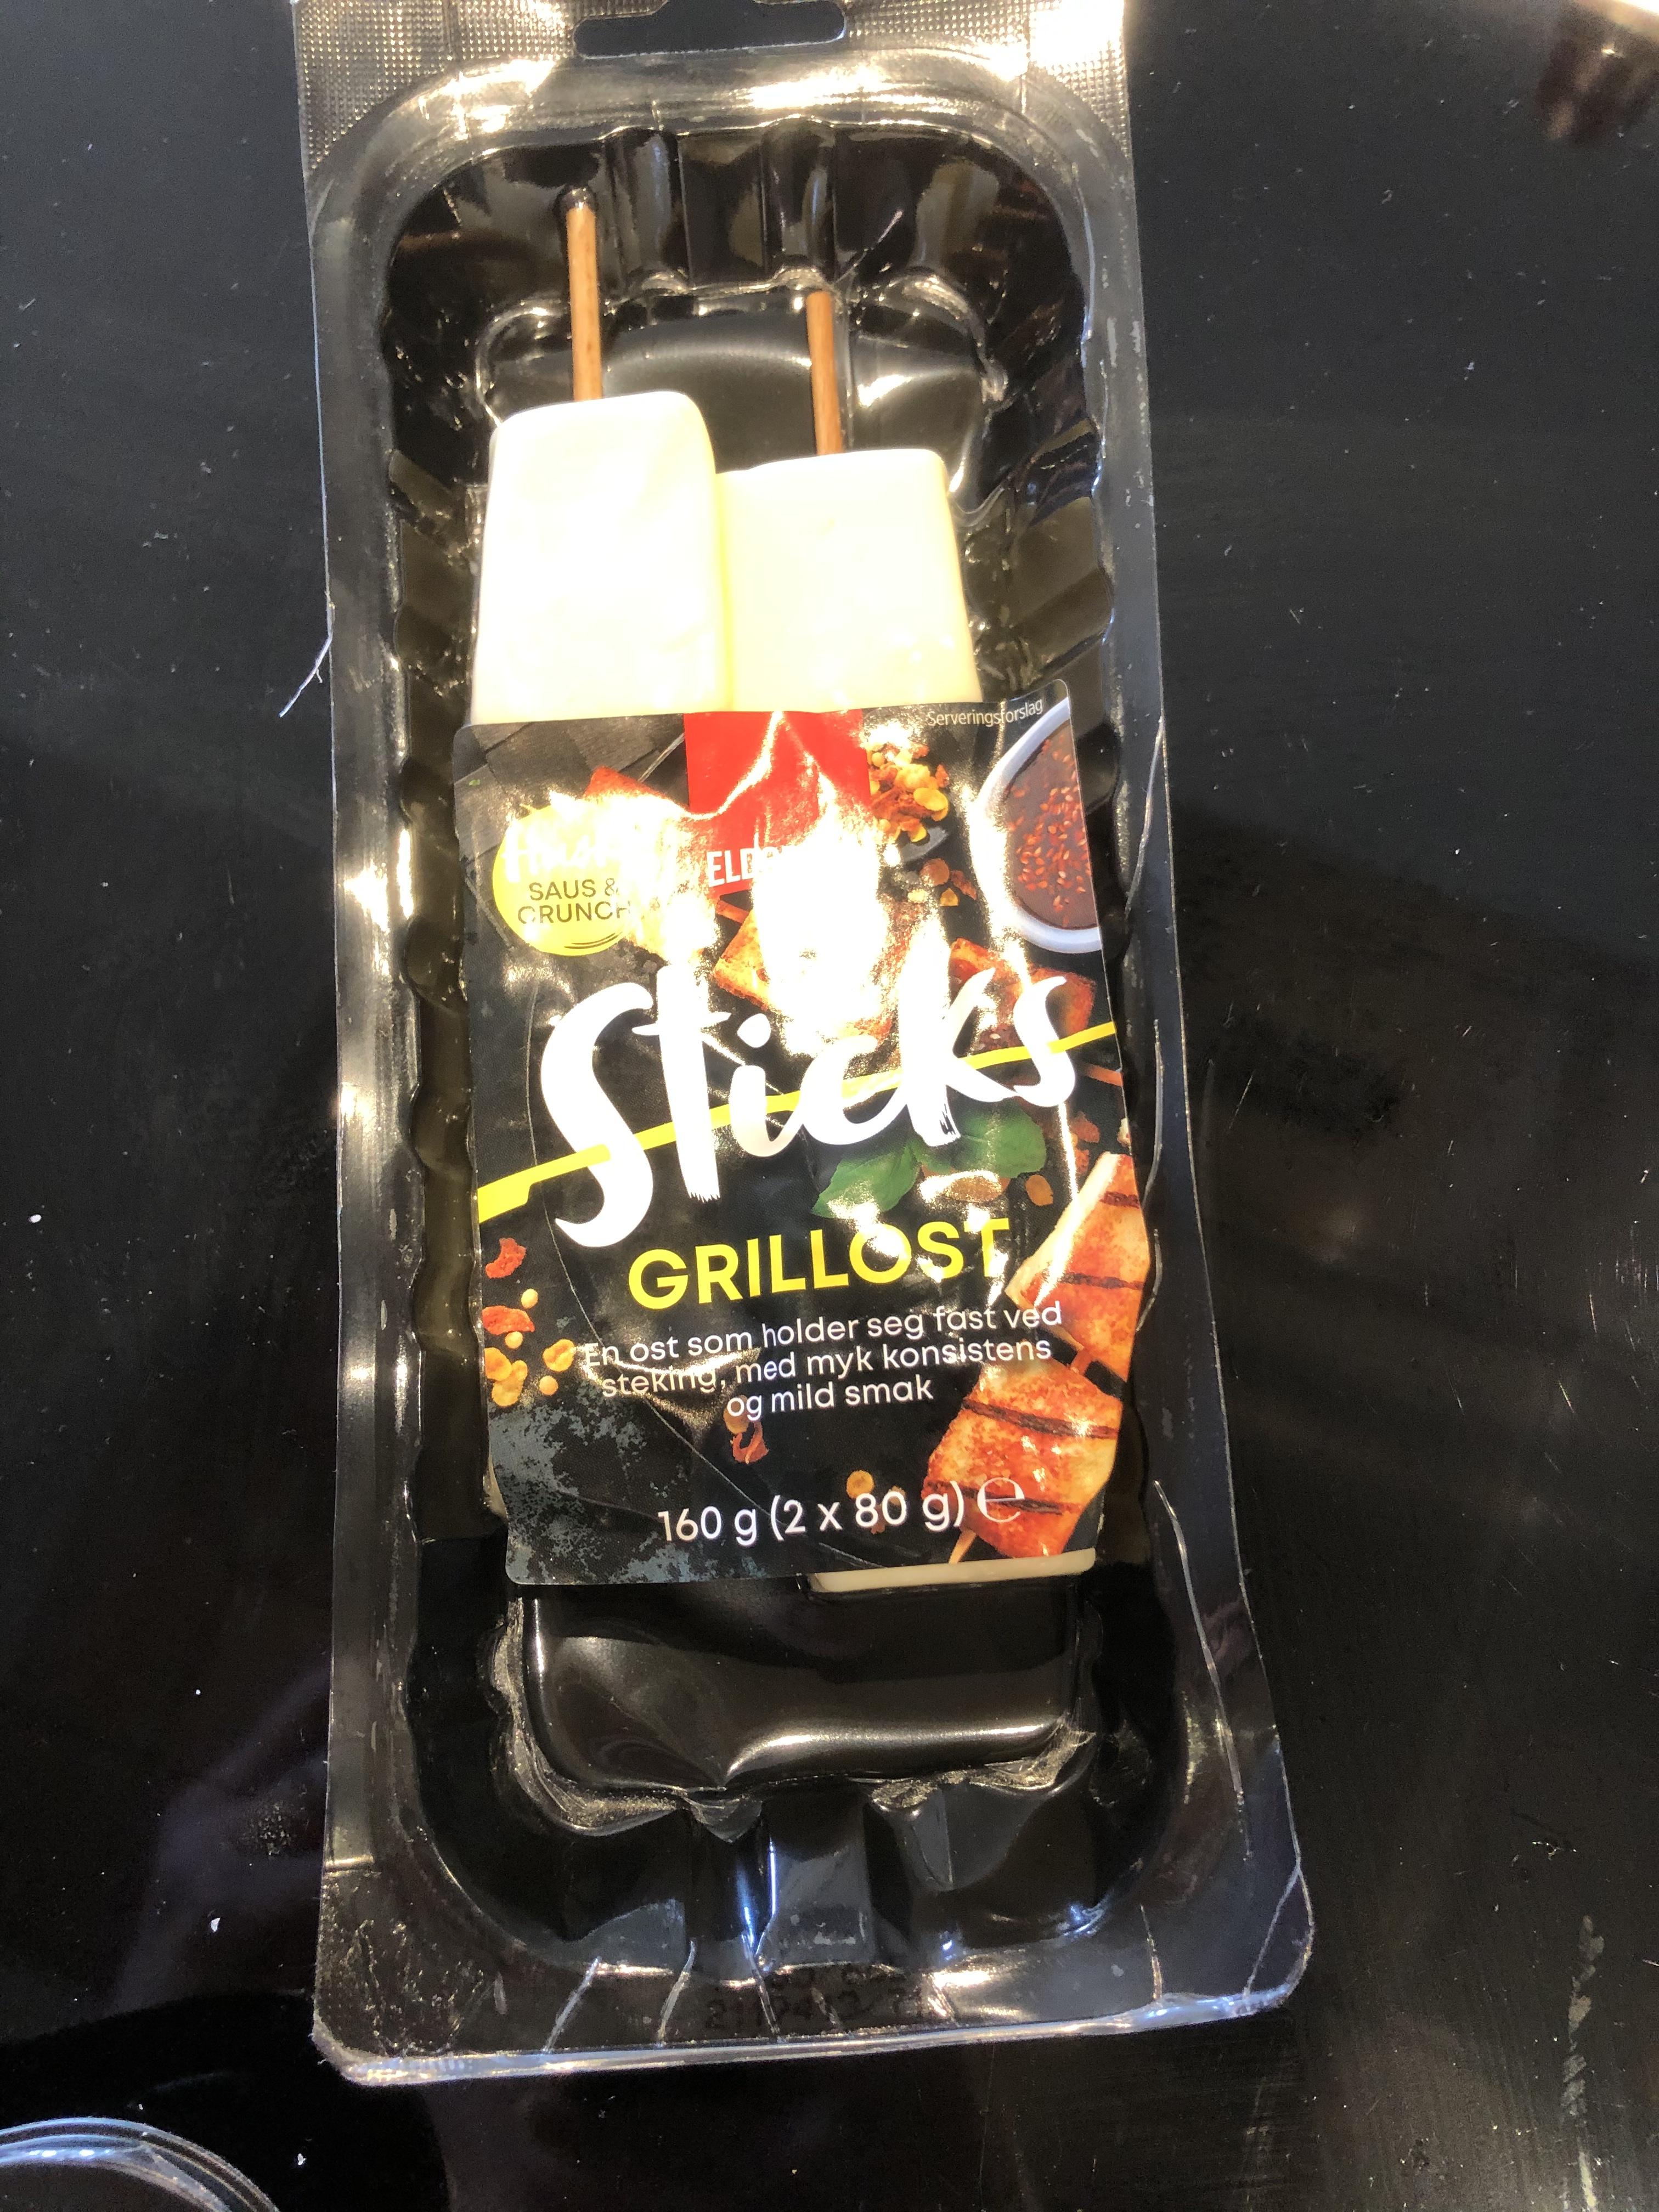 Serveringsforslag
SAUS &
CRUNCH
Sticks
GRILLOST
En ost som holder seg fast ved
steking, med myk konsistens
og mild smak
160 g (2 x 80 g) ℮